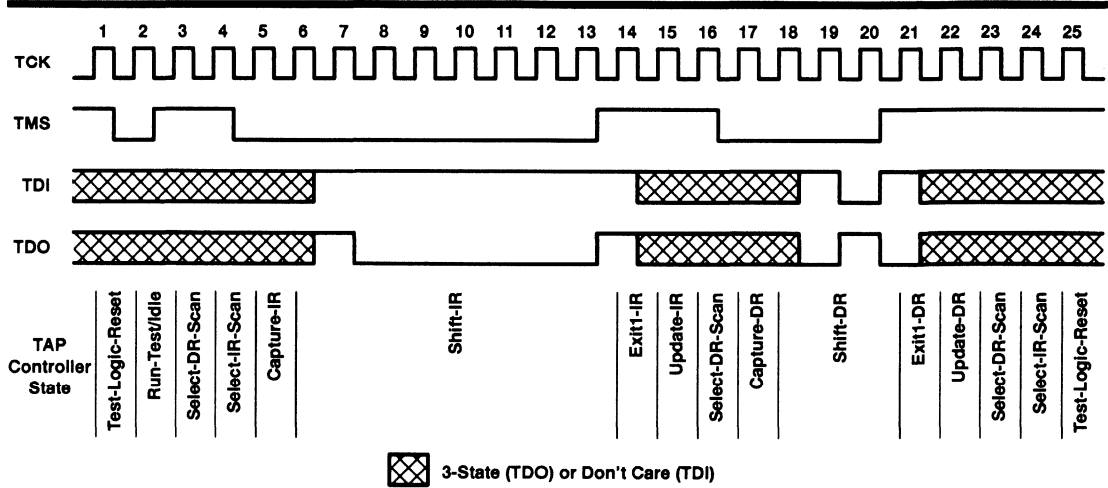 1 2 3 4 5 6 7 8 9 10 11 12 13 14 15 16 17 18 19 20 21 22 23 24 25
TCK
TMS
TDI
TDO
TAP
Controller
State
Test-Logic-Reset
Run-Test/Idle
Select-DR-Scan
Select-IR-Scan
Capture-IR
Shift-IR
Exit1-IR
Update-IR
Select-DR-Scan
Capture-DR
Shift-DR
Exit1-DR
Update-DR
Select-DR-Scan
Select-IR-Scan
Test-Logic-Reset
3-State (TDO) or Don't Care (TDI)